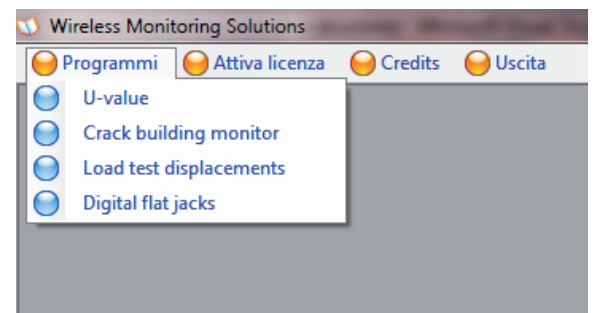 Wireless Monitoring Solutions
Programmi Attiva licenza Credits Uscita
U-value
Crack building monitor
Load test displacements
Digital flat jacks